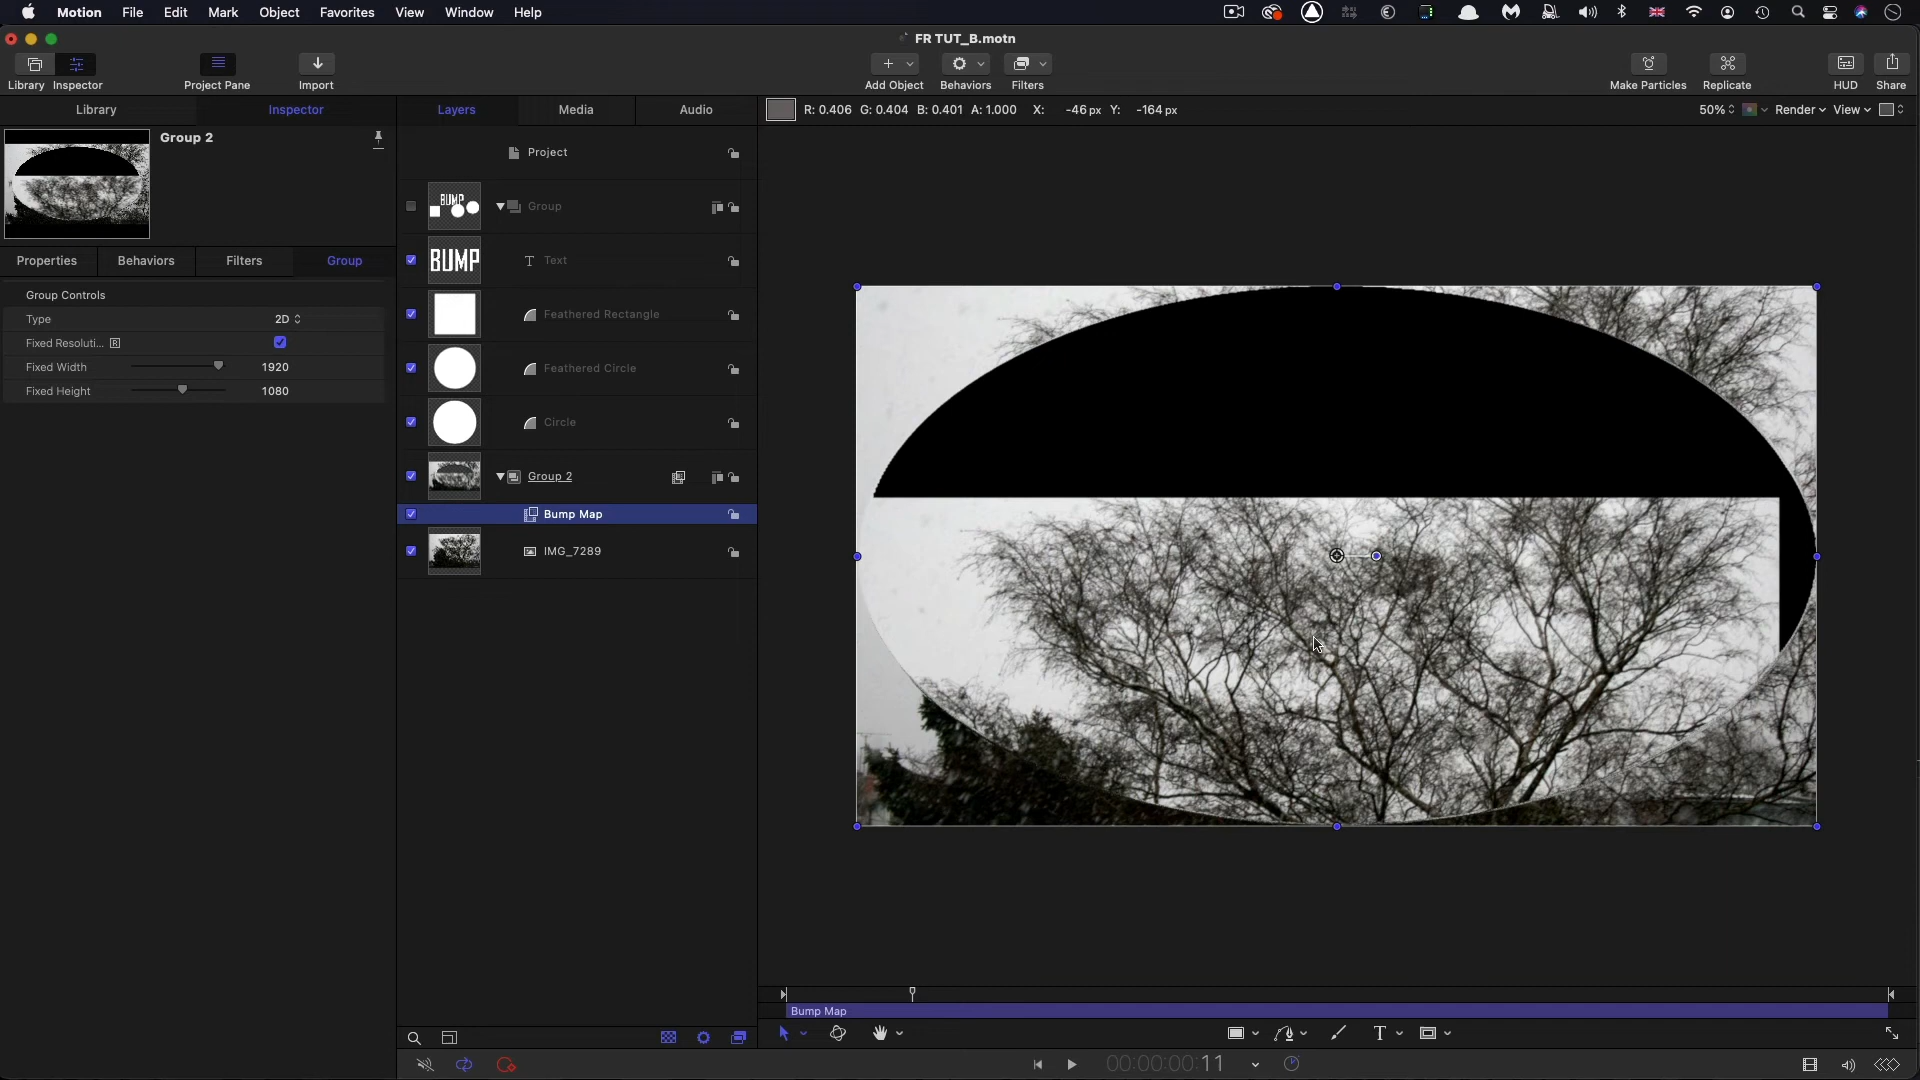 Motion File Edit Mark Object Favorites View Window Help
FR TUT_B.motn
Library Inspector Project Pane Import Add Object Behaviors Filters Make Particles Replicate HUD Share
Library Inspector Layers Media Audio R: 0.406 G: 0.404 B: 0.401 A: 1.000 X: -46 px Y: -164 px 50% Render View
Group 2
Project
BUMP Group
Properties Behaviors Filters Group
BUMP Text
Group Controls
Type 2D
Feathered Rectangle
Fixed Resoluti... R
Fixed Width 1920
Feathered Circle
Fixed Height 1080
Circle
Group 2
Bump Map
IMG_7289
Bump Map
T
00:00:00:11